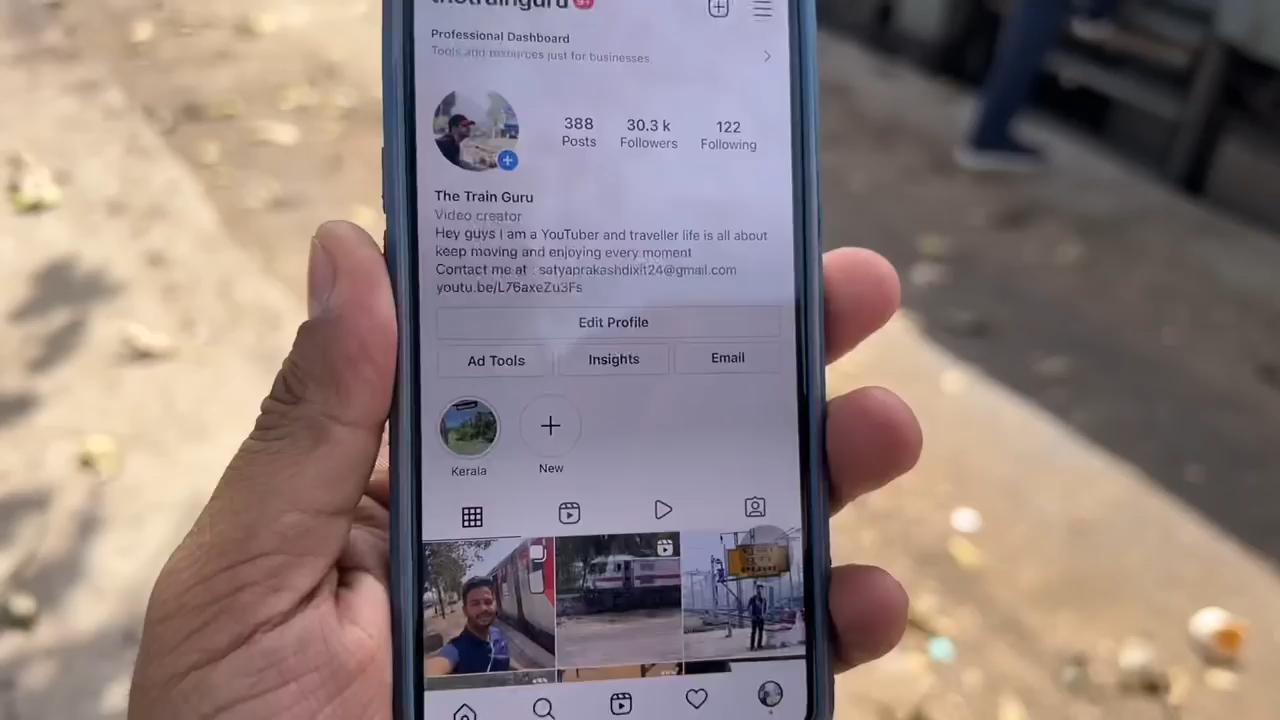 thetrainguru 9+
Professional Dashboard
Tools and resources just for businesses
388 30.3 k 122
Posts Followers Following
The Train Guru
Video creator
Hey guys i am a YouTuber and traveller life is all about
keep moving and enjoying every moment
Contact me at : satyaprakashdixit24@gmail.com
youtu.be/L76axeZu3Fs
Edit Profile
Ad Tools Insights Email
Kerala New